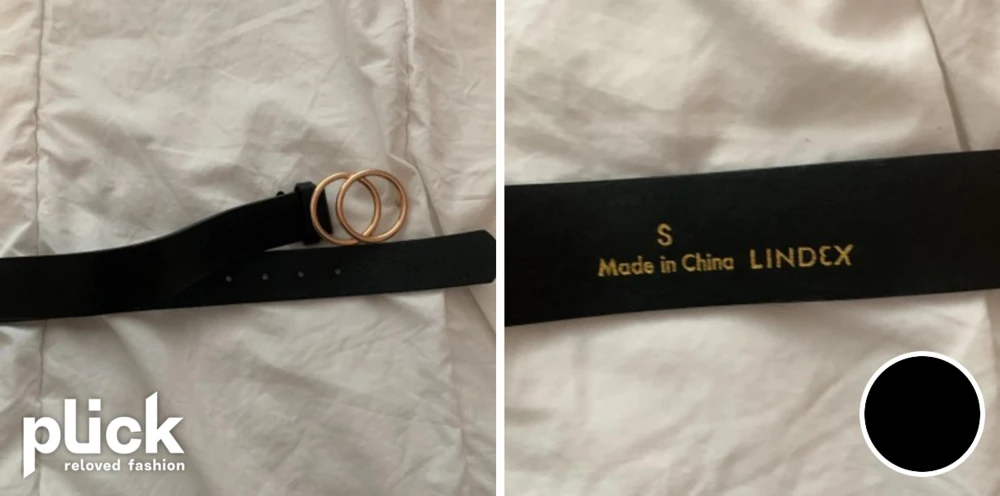 plick
reloved fashion
S
Made in China LINDEX